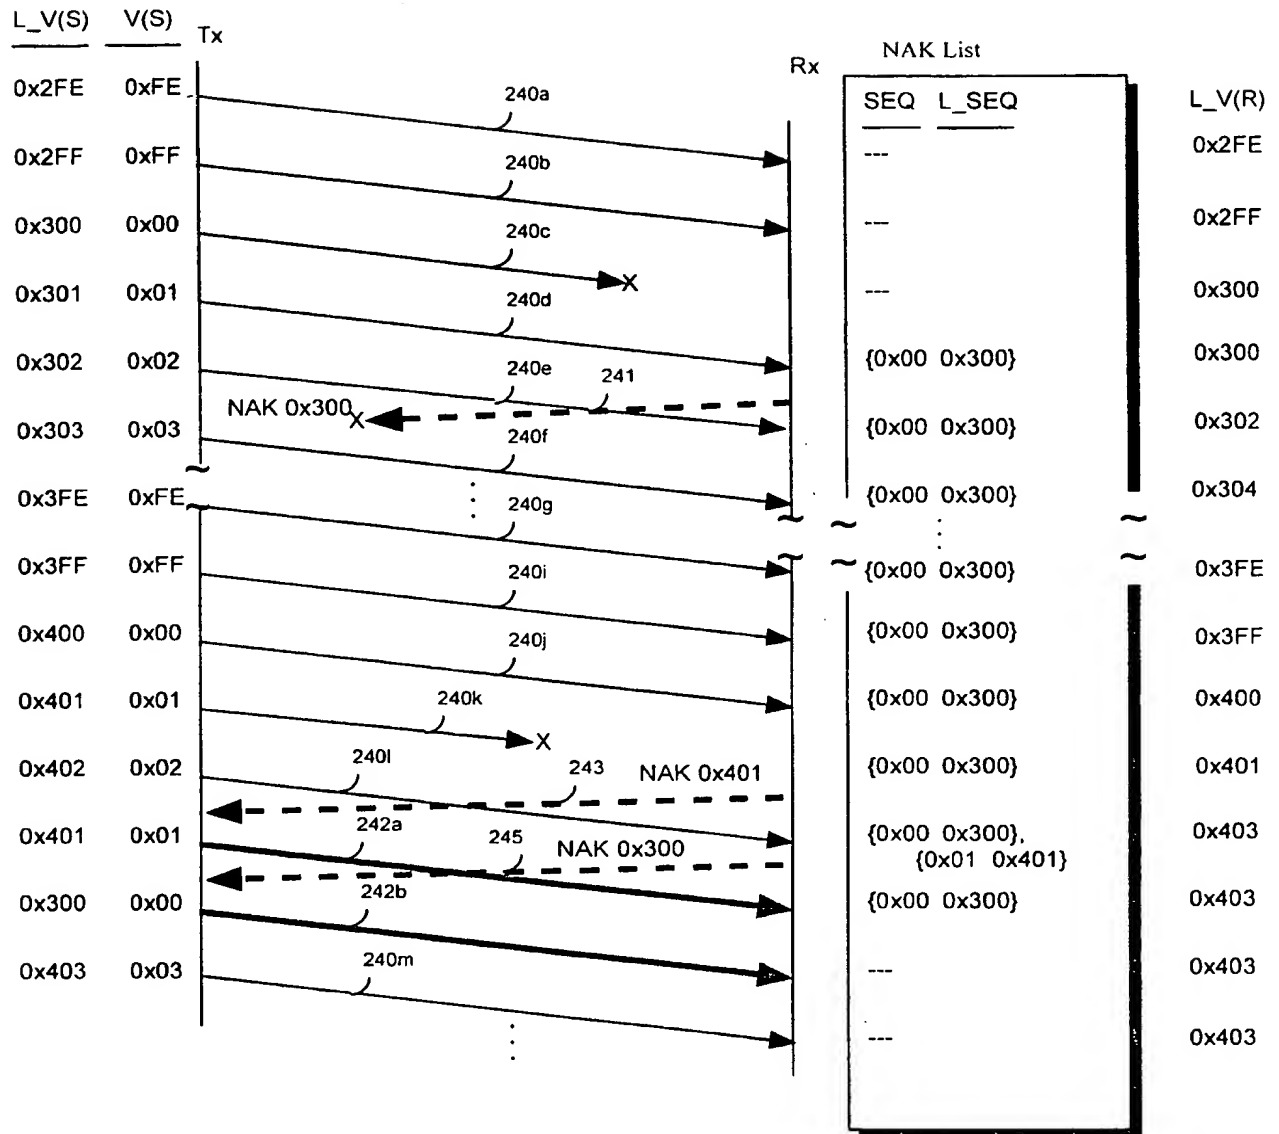 L_V(S) V(S) Tx
NAK List
Rx
SEQ L_SEQ L_V(R)
0x2FE 0xFE 240a
--- 0x2FE
0x2FF 0xFF 240b
--- 0x2FF
0x300 0x00 240c
X
--- 0x300
0x301 0x01 240d
{0x00 0x300} 0x300
0x302 0x02 240e 241
NAK 0x300 X
{0x00 0x300} 0x302
0x303 0x03 240f
{0x00 0x300} 0x304
0x3FE 0xFE 240g
{0x00 0x300} 0x3FE
0x3FF 0xFF 240i
{0x00 0x300} 0x3FF
0x400 0x00 240j
{0x00 0x300} 0x400
0x401 0x01 240k
X
{0x00 0x300} 0x401
0x402 0x02 240l 243 NAK 0x401
{0x00 0x300}, 0x403
{0x01 0x401}
0x401 0x01 242a 245 NAK 0x300
{0x00 0x300} 0x403
0x300 0x00 242b
--- 0x403
0x403 0x03 240m
--- 0x403